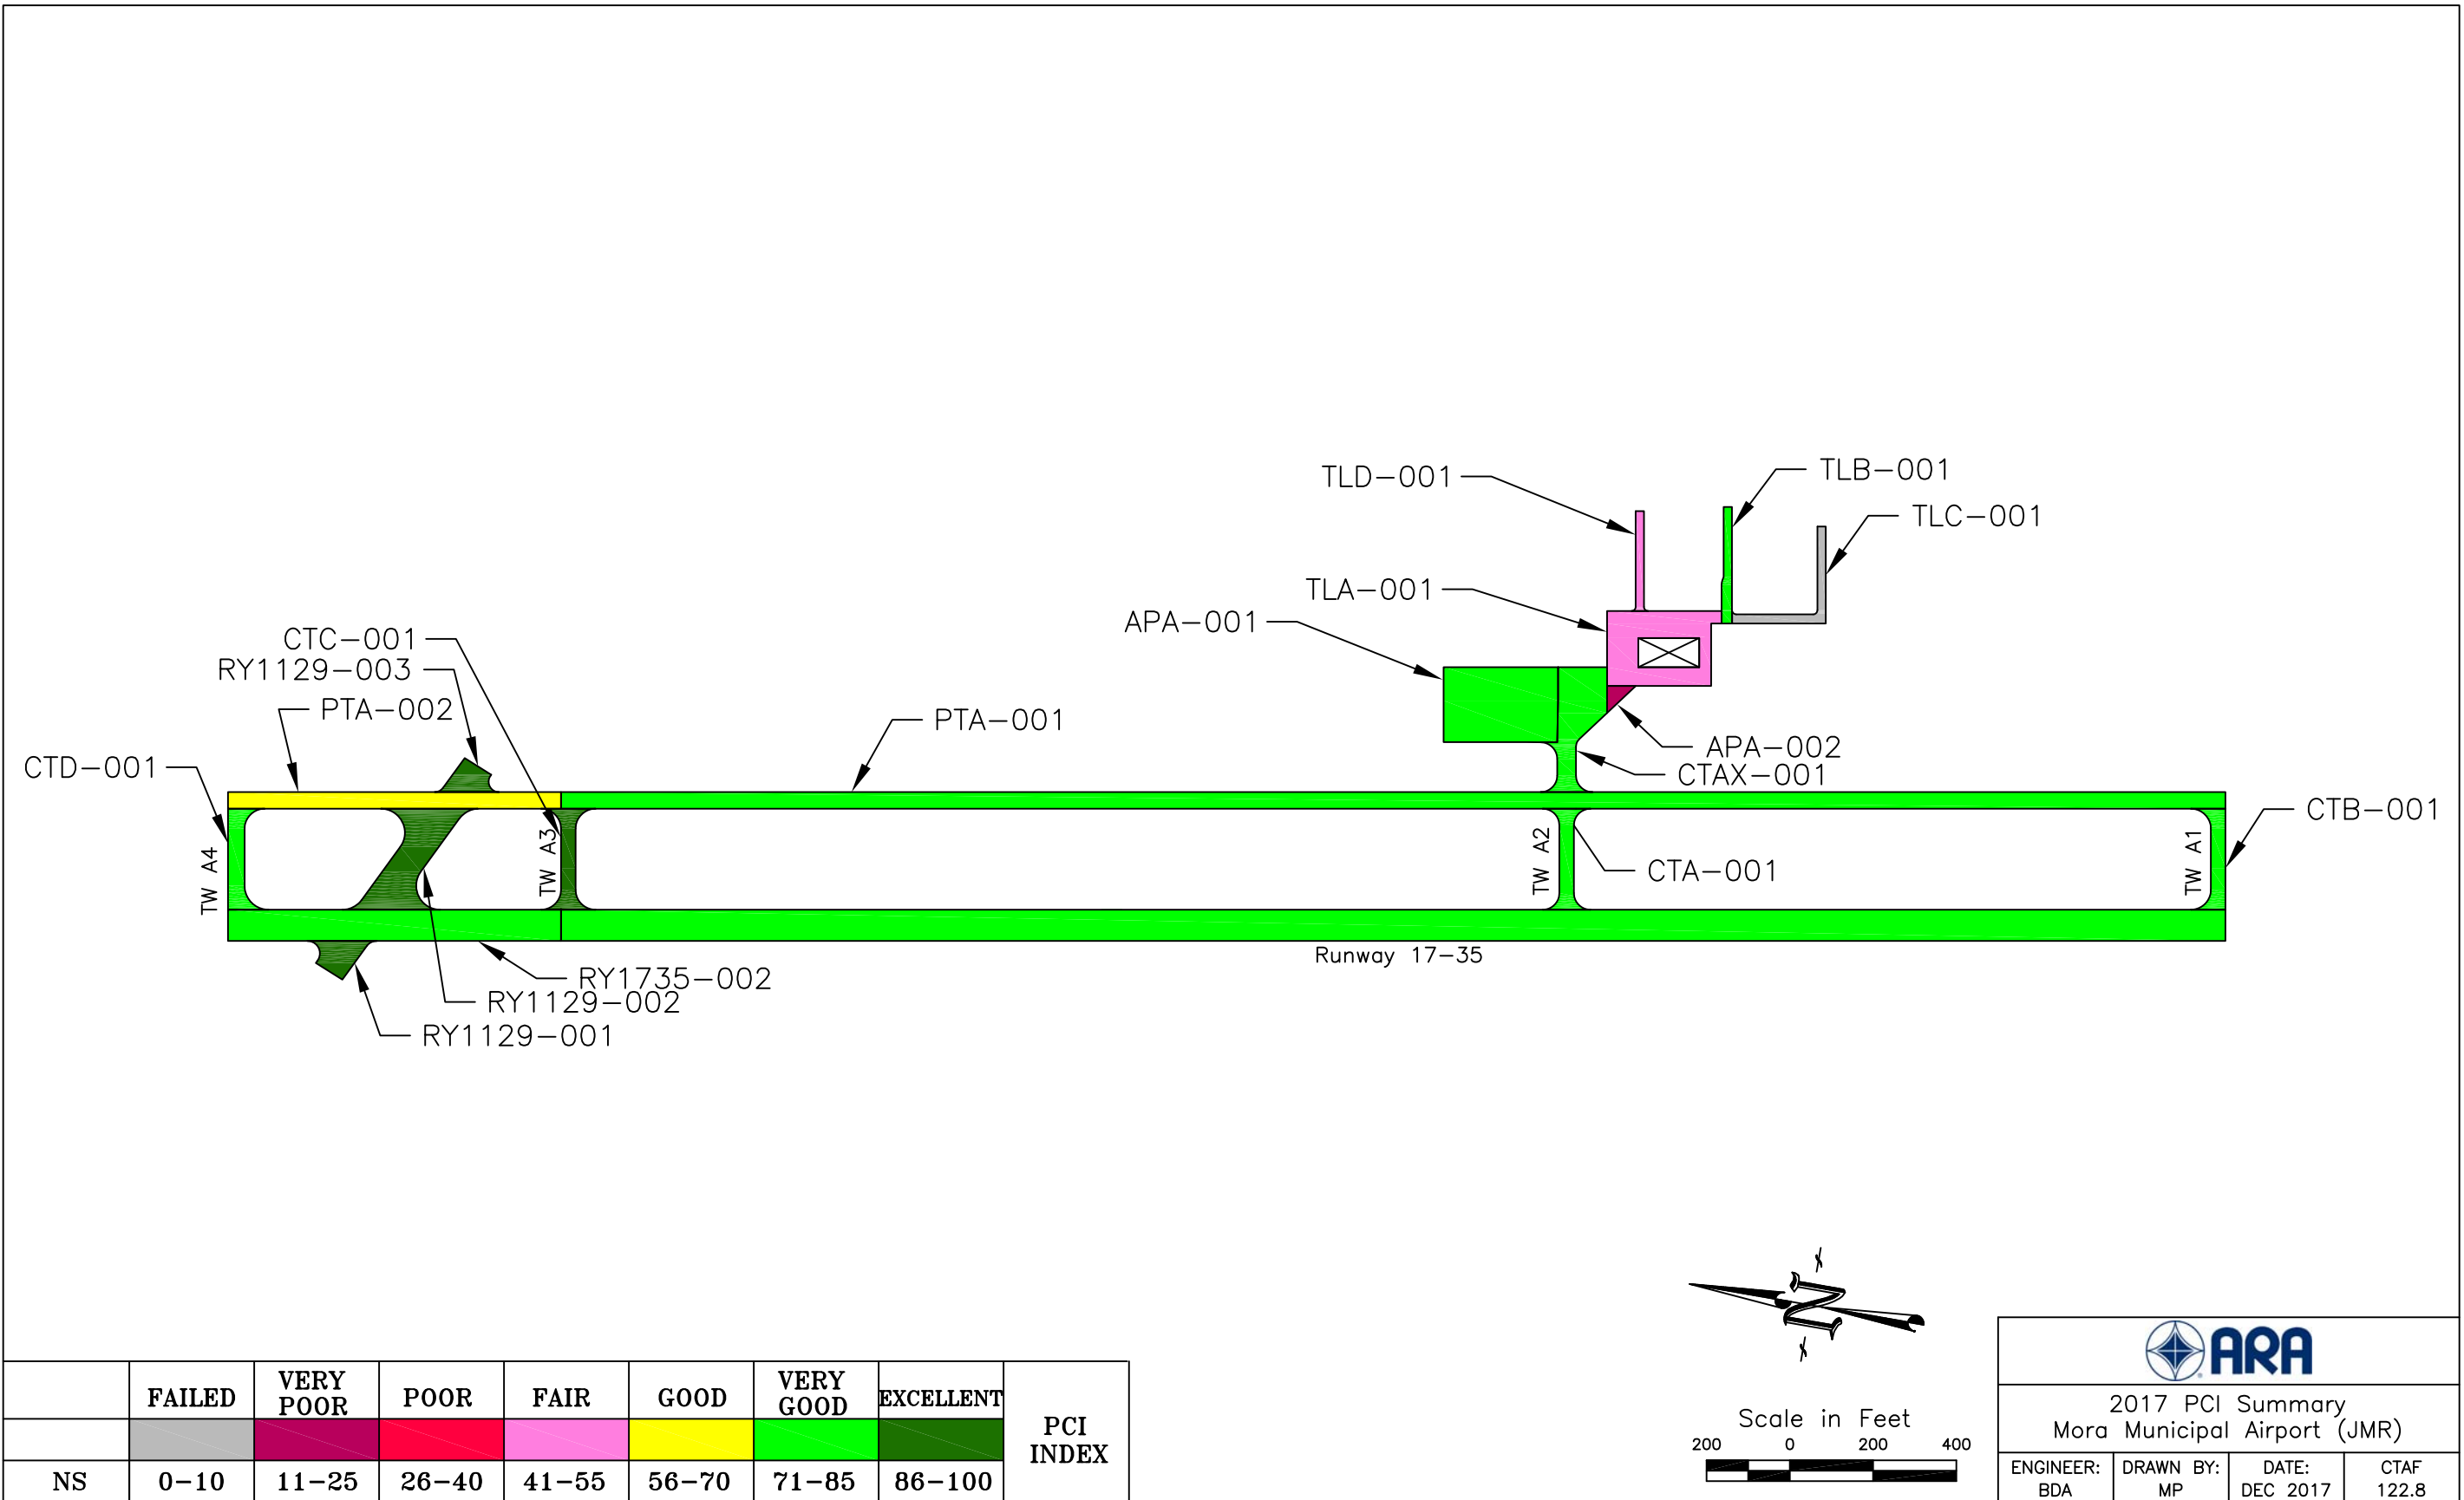 TLD-001
TLB-001
TLC-001
TLA-001
APA-001
CTC-001
RY1129-003
PTA-002
PTA-001
APA-002
CTAX-001
CTD-001
CTB-001
TW A4
TW A3
TW A2
TW A1
CTA-001
Runway 17-35
RY1735-002
RY1129-002
RY1129-001
FAILED
VERY
POOR
POOR
FAIR
GOOD
VERY
GOOD
EXCELLENT
PCI
INDEX
NS
0-10
11-25
26-40
41-55
56-70
71-85
86-100
N
Scale in Feet
200 0 200 400
ARA
2017 PCI Summary
Mora Municipal Airport (JMR)
ENGINEER:
BDA
DRAWN BY:
MP
DATE:
DEC 2017
CTAF
122.8